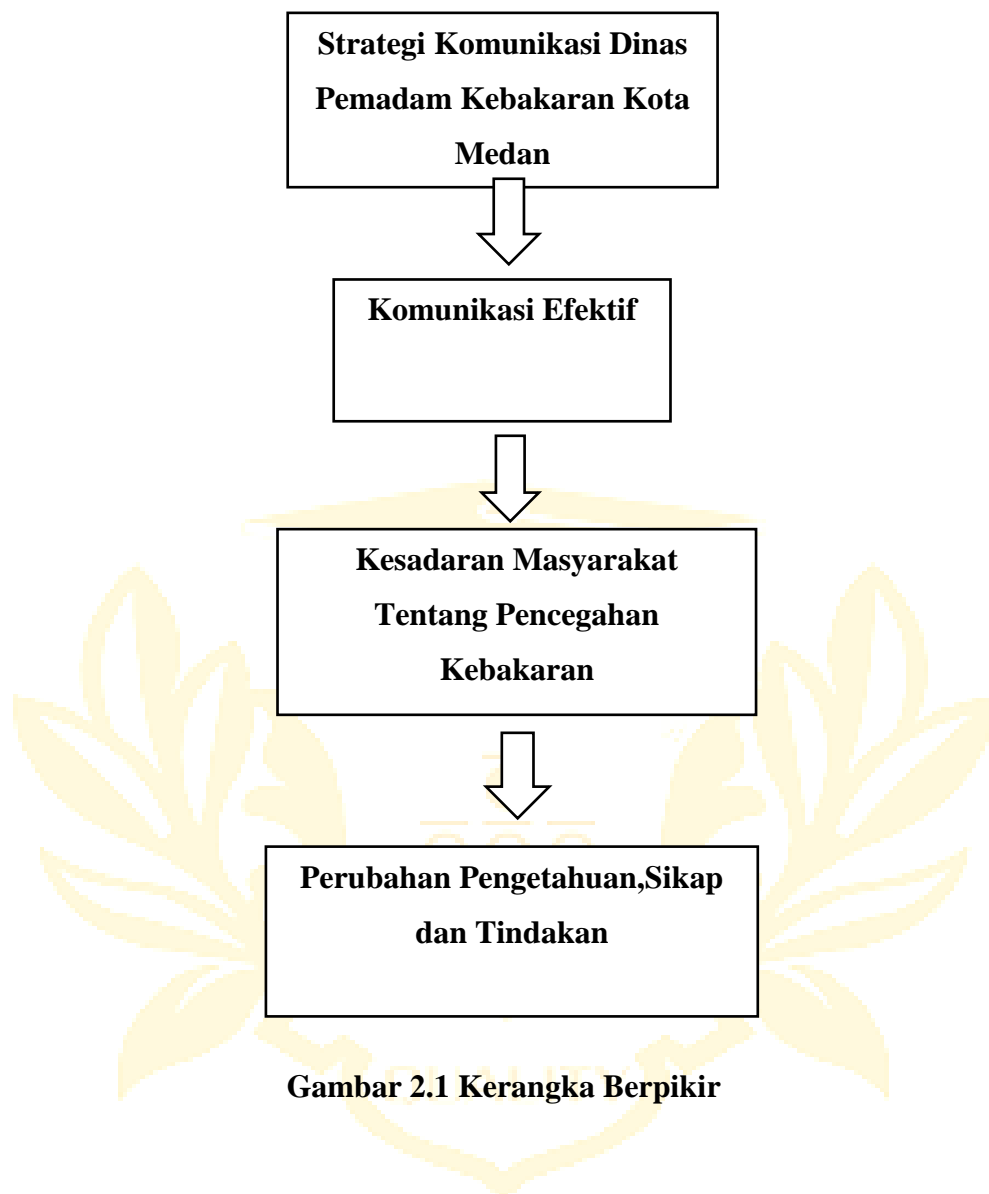 Strategi Komunikasi Dinas
Pemadam Kebakaran Kota
Medan
Komunikasi Efektif
Kesadaran Masyarakat
Tentang Pencegahan
Kebakaran
Perubahan Pengetahuan,Sikap
dan Tindakan
QUALITY
Gambar 2.1 Kerangka Berpikir